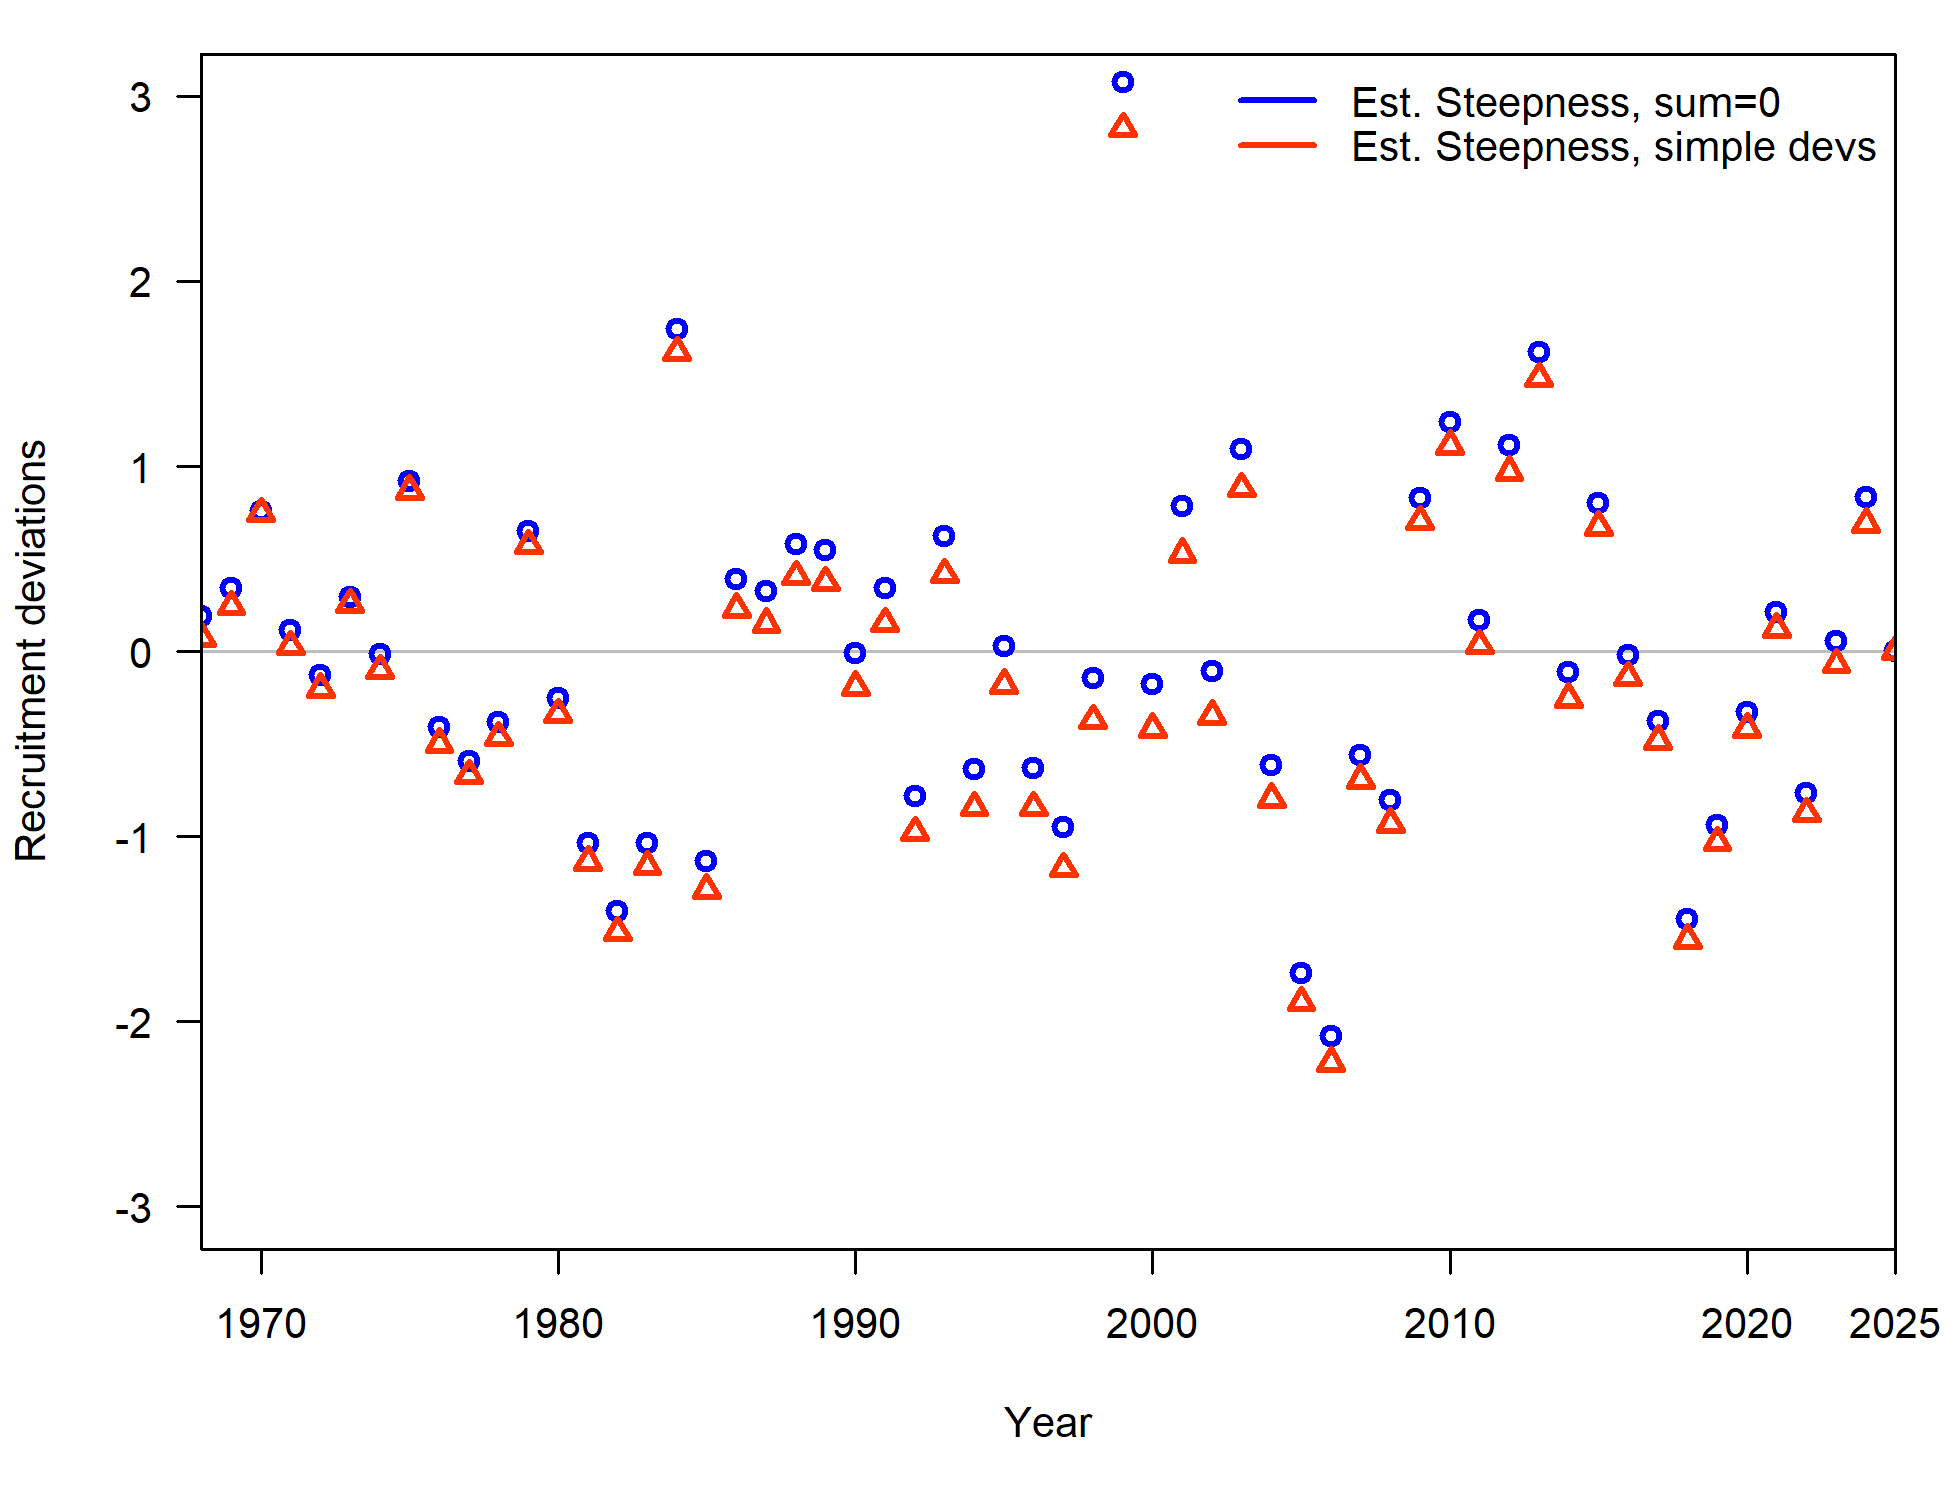 Est. Steepness, sum=0
Est. Steepness, simple devs
Recruitment deviations
3
2
1
0
-1
-2
-3
1970 1980 1990 2000 2010 2020 2025
Year